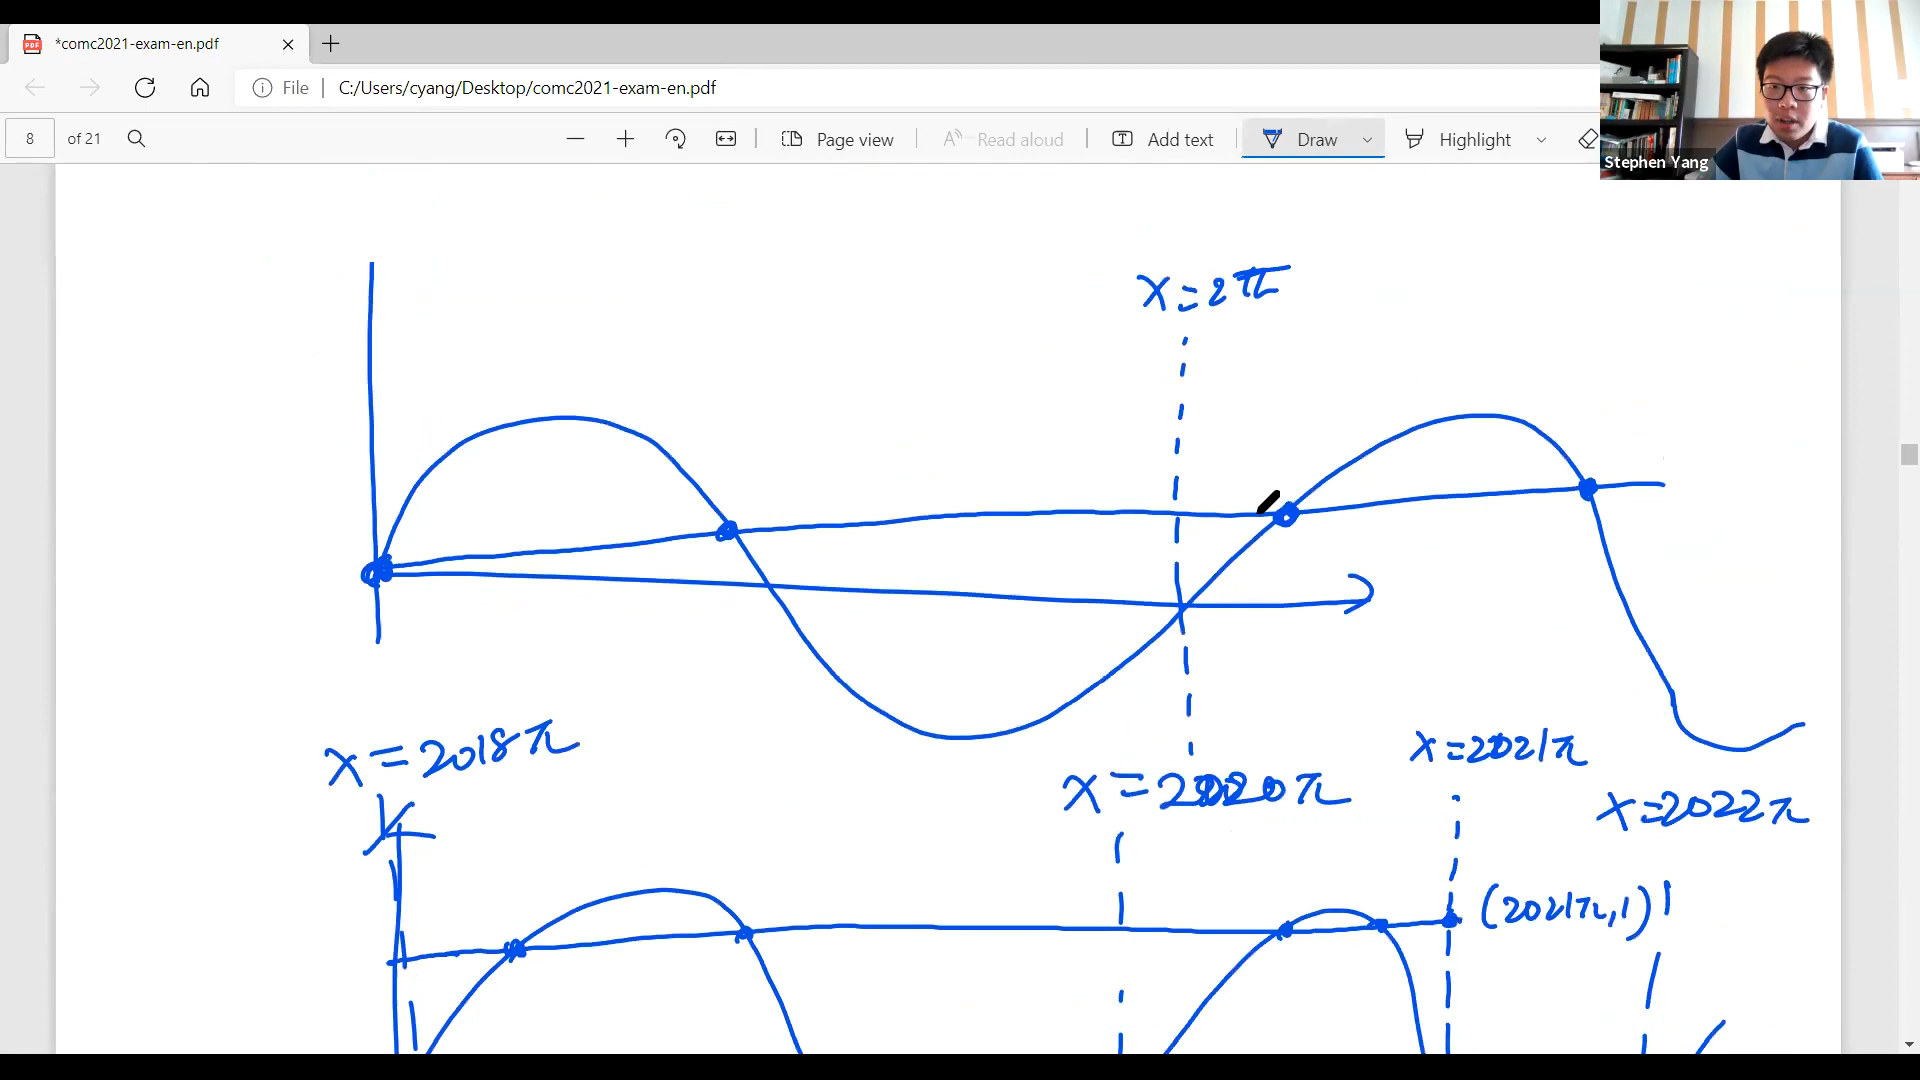 *comc2021-exam-en.pdf
File C:/Users/cyang/Desktop/comc2021-exam-en.pdf
8 of 21 Page view Read aloud Add text Draw Highlight
Stephen Yang
x=2π
x=2018π
x=2020π
x=2021π
x=2022π
(2021π,1)